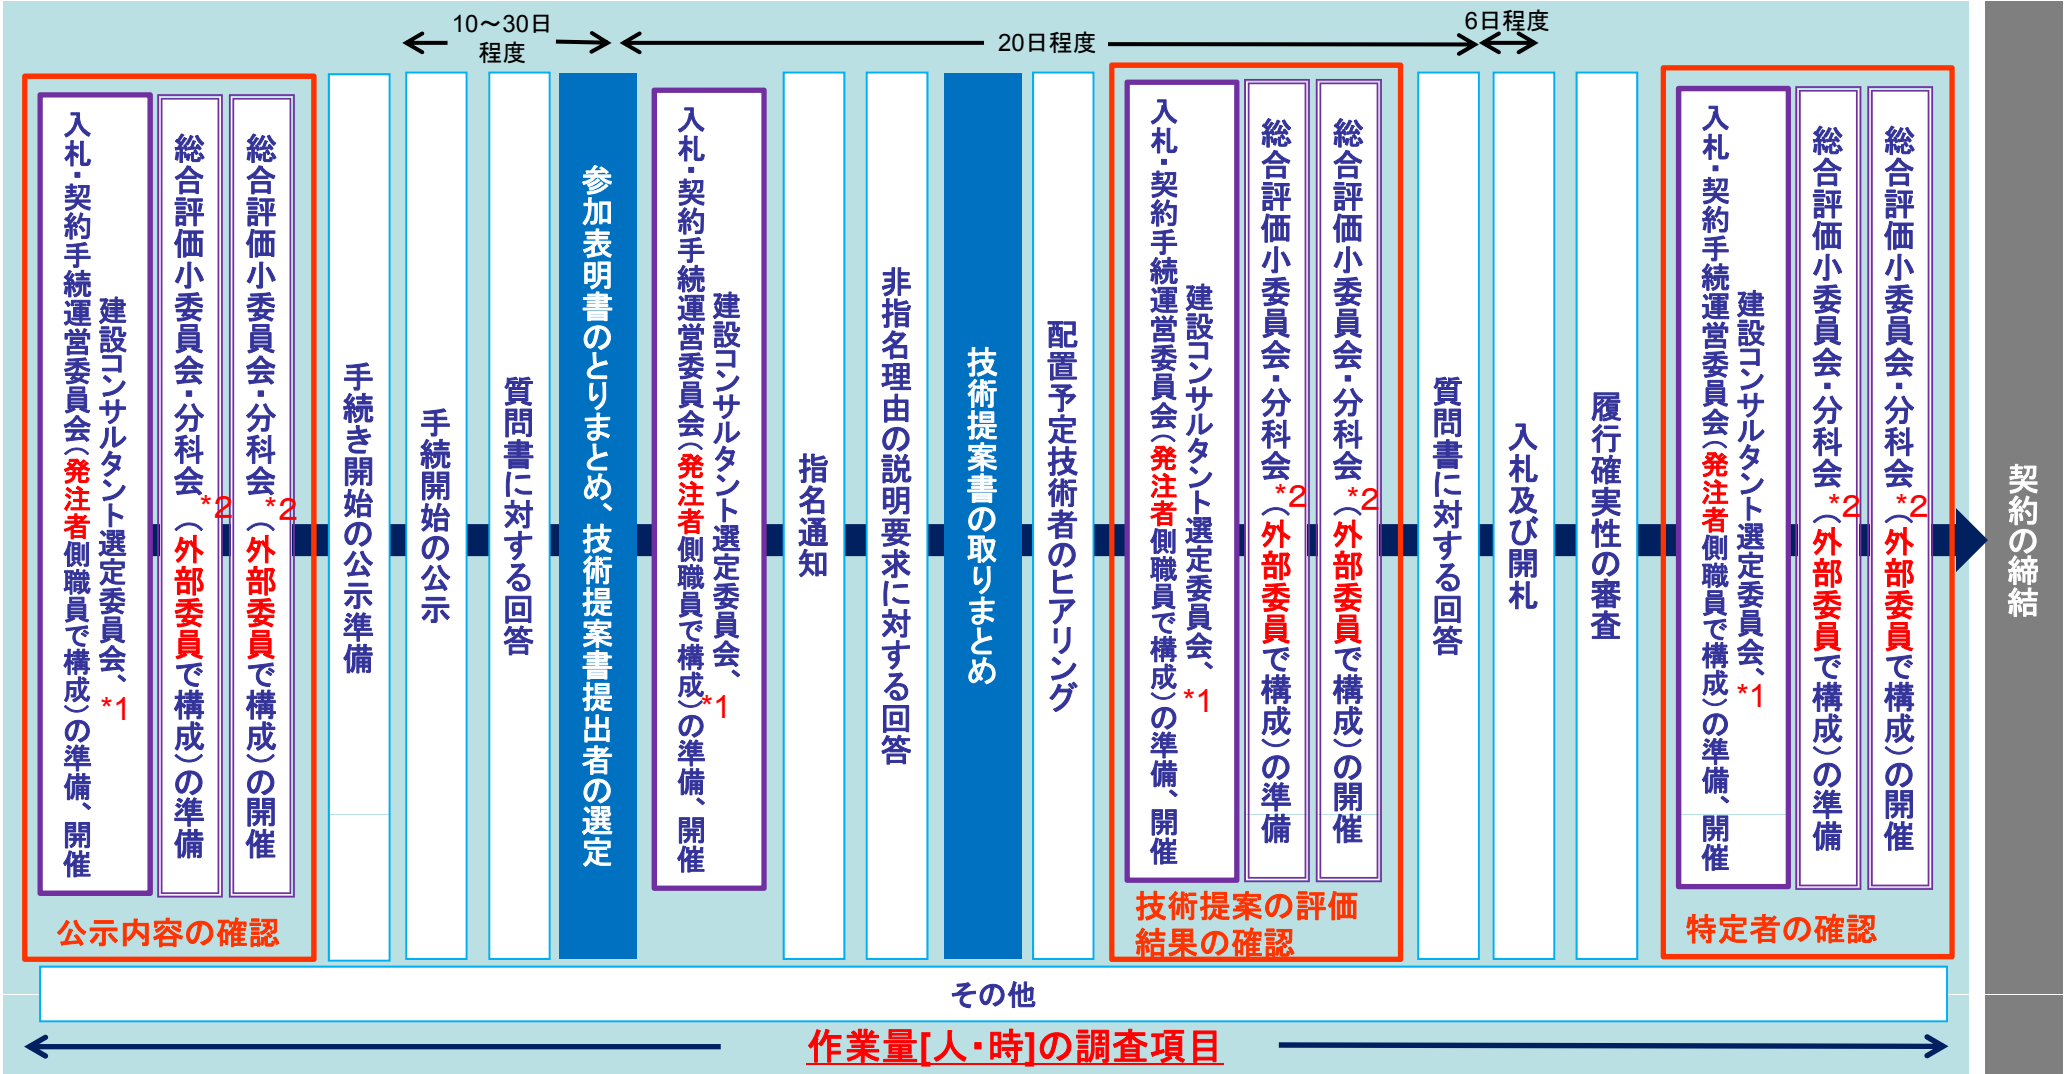 10～30日
程度
20日程度
6日程度
建設コンサルタント選定委員会、*1
入札・契約手続運営委員会（発注者側職員で構成）の準備、開催
総合評価小委員会・分科会*2（外部委員で構成）の準備
総合評価小委員会・分科会*2（外部委員で構成）の開催
公示内容の確認
手続き開始の公示準備
手続開始の公示
質問書に対する回答
参加表明書のとりまとめ、技術提案書提出者の選定
建設コンサルタント選定委員会、*1
入札・契約手続運営委員会（発注者側職員で構成）の準備、開催
指名通知
非指名理由の説明要求に対する回答
技術提案書の取りまとめ
配置予定技術者のヒアリング
建設コンサルタント選定委員会、*1
入札・契約手続運営委員会（発注者側職員で構成）の準備、開催
総合評価小委員会・分科会*2（外部委員で構成）の準備
総合評価小委員会・分科会*2（外部委員で構成）の開催
技術提案の評価
結果の確認
質問書に対する回答
入札及び開札
履行確実性の審査
建設コンサルタント選定委員会、*1
入札・契約手続運営委員会（発注者側職員で構成）の準備、開催
総合評価小委員会・分科会*2（外部委員で構成）の準備
総合評価小委員会・分科会*2（外部委員で構成）の開催
特定者の確認
契約の締結
その他
作業量[人・時]の調査項目